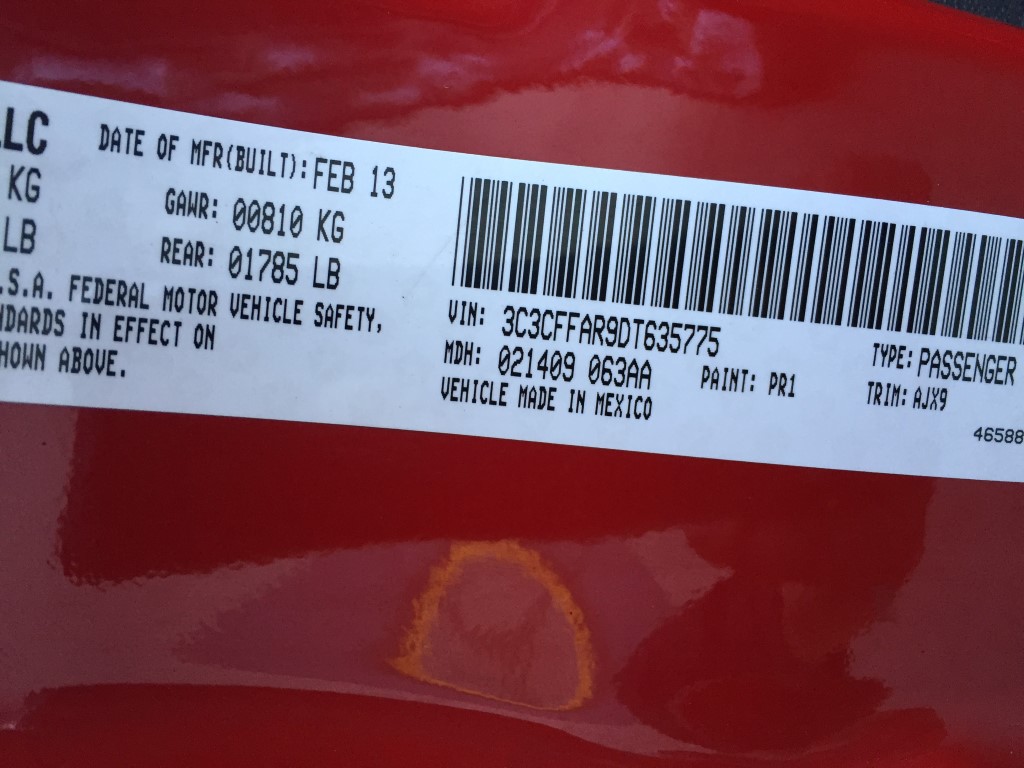 LLC
DATE OF MFR(BUILT): FEB 13
KG GAWR: 00810 KG
LB REAR: 01785 LB
.S.A. FEDERAL MOTOR VEHICLE SAFETY,
NDARDS IN EFFECT ON
HOWN ABOVE.
VIN: 3C3CFFAR9DT635775 TYPE: PASSENGER
MDH: 021409 063AA PAINT: PR1 TRIM: AJX9
VEHICLE MADE IN MEXICO
46588